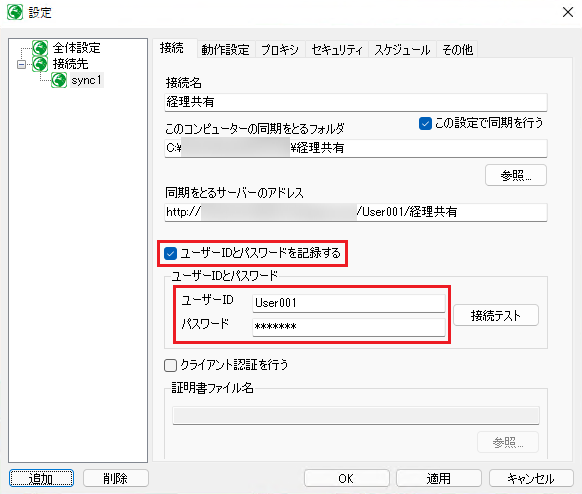 設定
全体設定
接続先
sync1
接続 動作設定 プロキシ セキュリティ スケジュール その他
接続名
経理共有
このコンピューターの同期をとるフォルダ
この設定で同期を行う
C:¥ ¥経理共有
参照...
同期をとるサーバーのアドレス
http:// /User001/経理共有
ユーザーIDとパスワードを記録する
ユーザーIDとパスワード
ユーザーID User001
パスワード *******
接続テスト
クライアント認証を行う
証明書ファイル名
参照...
追加 削除 OK 適用 キャンセル